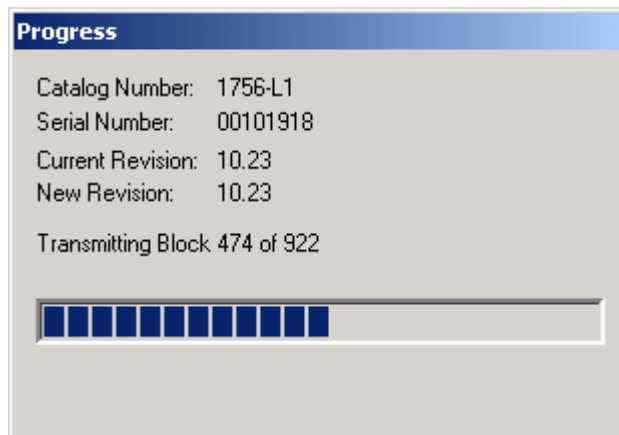 Progress
Catalog Number: 1756-L1
Serial Number: 00101918
Current Revision: 10.23
New Revision: 10.23
Transmitting Block 474 of 922